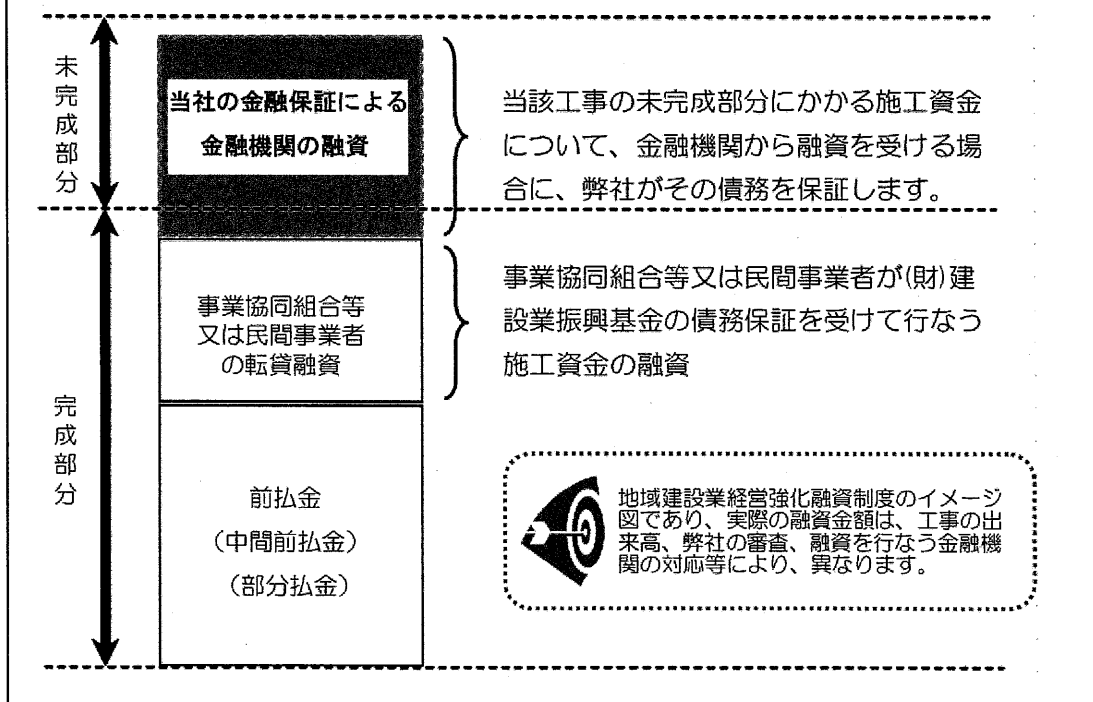 未完成部分
当社の金融保証による
金融機関の融資
当該工事の未完成部分にかかる施工資金
について、金融機関から融資を受ける場
合に、弊社がその債務を保証します。
完成部分
事業協同組合等
又は民間事業者
の転貸融資
事業協同組合等又は民間事業者が(財)建
設業振興基金の債務保証を受けて行なう
施工資金の融資
前払金
（中間前払金）
（部分払金）
地域建設業経営強化融資制度のイメージ
図であり、実際の融資金額は、工事の出
来高、弊社の審査、融資を行なう金融機
関の対応等により、異なります。